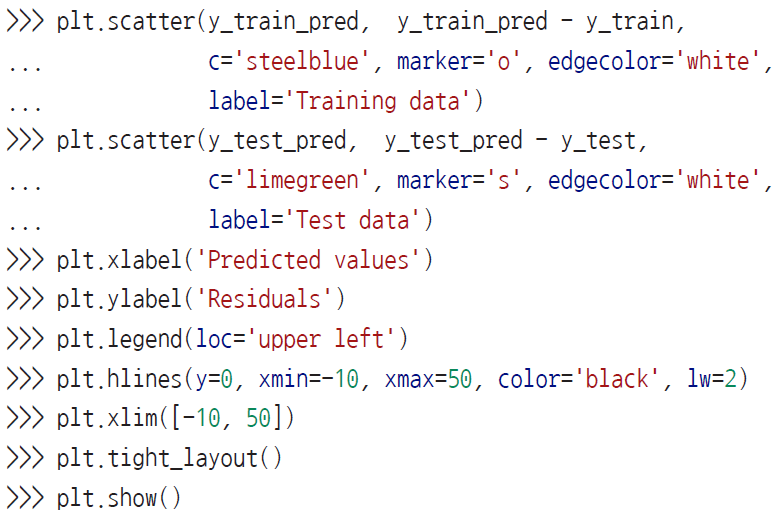 >>> plt.scatter(y_train_pred,  y_train_pred - y_train,
...             c='steelblue', marker='o', edgecolor='white',
...             label='Training data')
>>> plt.scatter(y_test_pred,  y_test_pred - y_test,
...             c='limegreen', marker='s', edgecolor='white',
...             label='Test data')
>>> plt.xlabel('Predicted values')
>>> plt.ylabel('Residuals')
>>> plt.legend(loc='upper left')
>>> plt.hlines(y=0, xmin=-10, xmax=50, color='black', lw=2)
>>> plt.xlim([-10, 50])
>>> plt.tight_layout()
>>> plt.show()